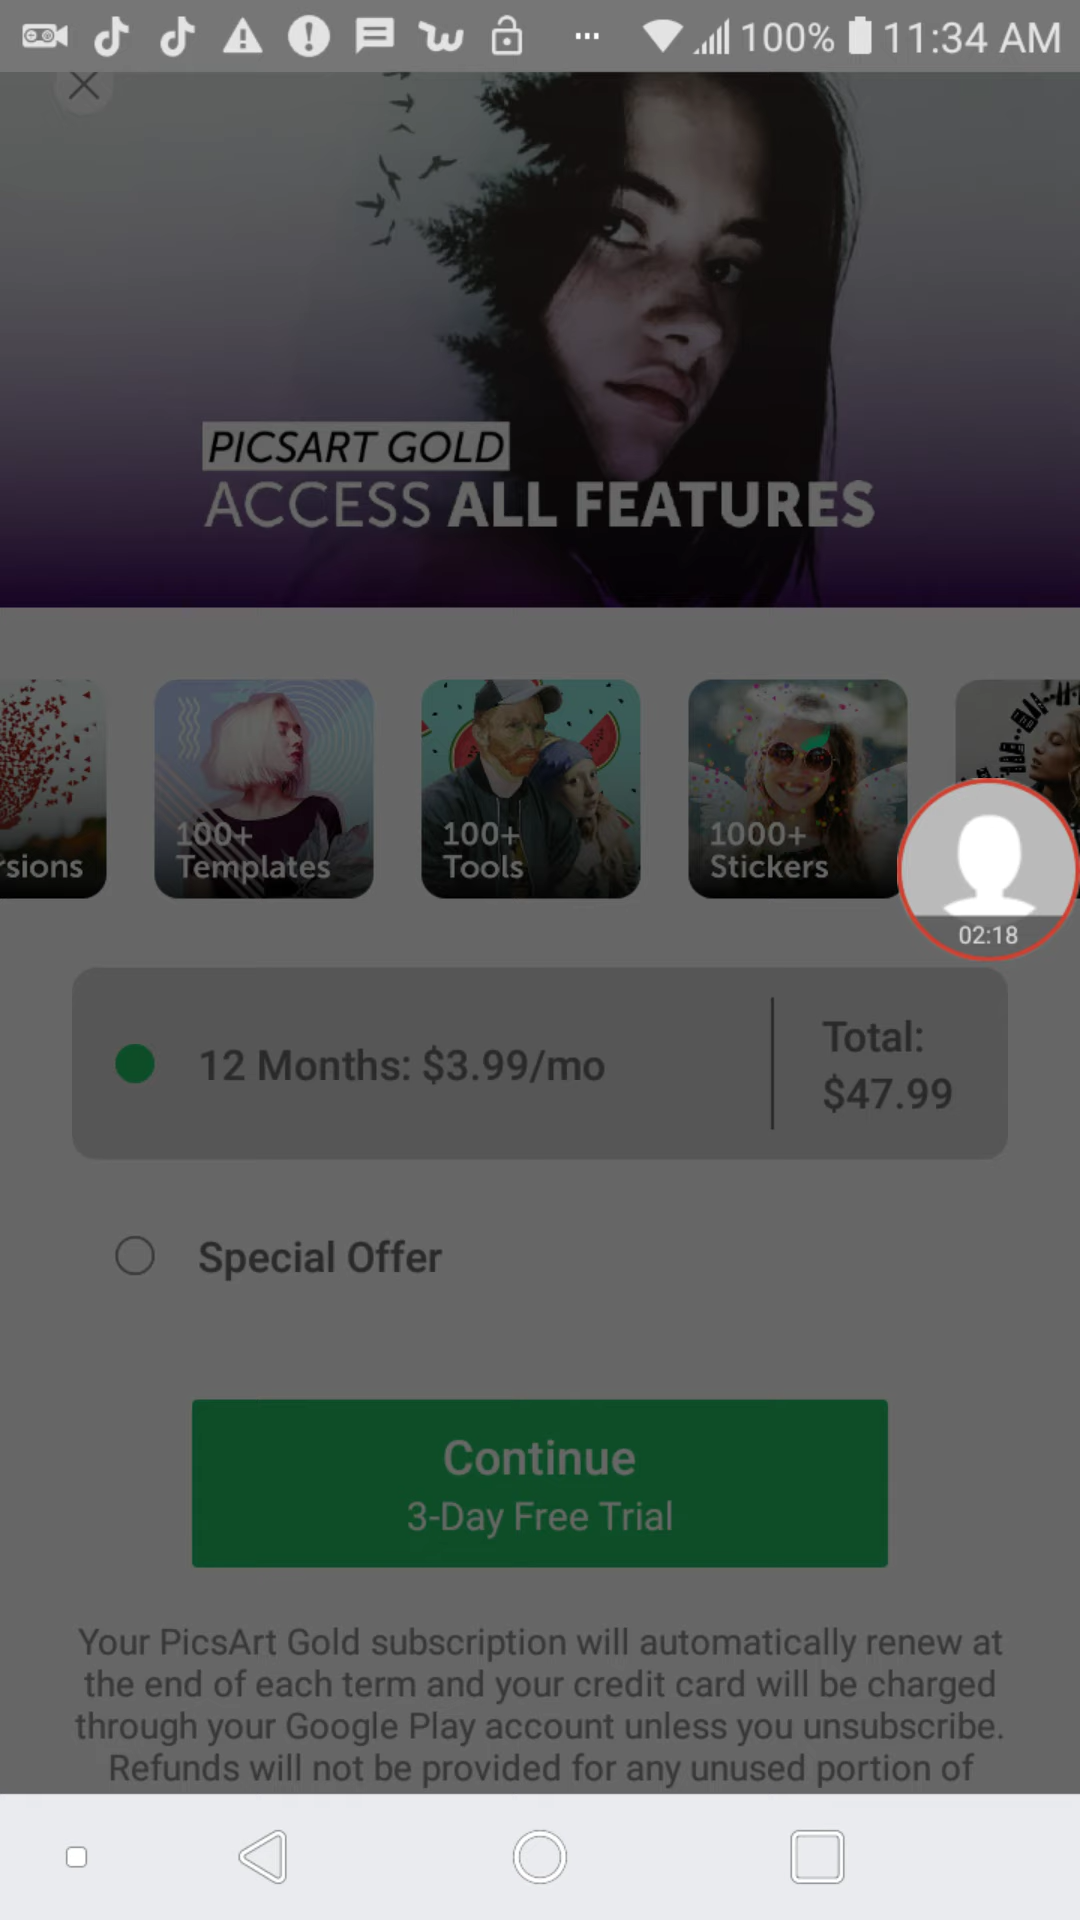 100% 11:34 AM
PICSART GOLD
ACCESS ALL FEATURES
rsions
100+
Templates
100+
Tools
1000+
Stickers
02:18
12 Months: $3.99/mo
Total:
$47.99
Special Offer
Continue
3-Day Free Trial
Your PicsArt Gold subscription will automatically renew at
the end of each term and your credit card will be charged
through your Google Play account unless you unsubscribe.
Refunds will not be provided for any unused portion of